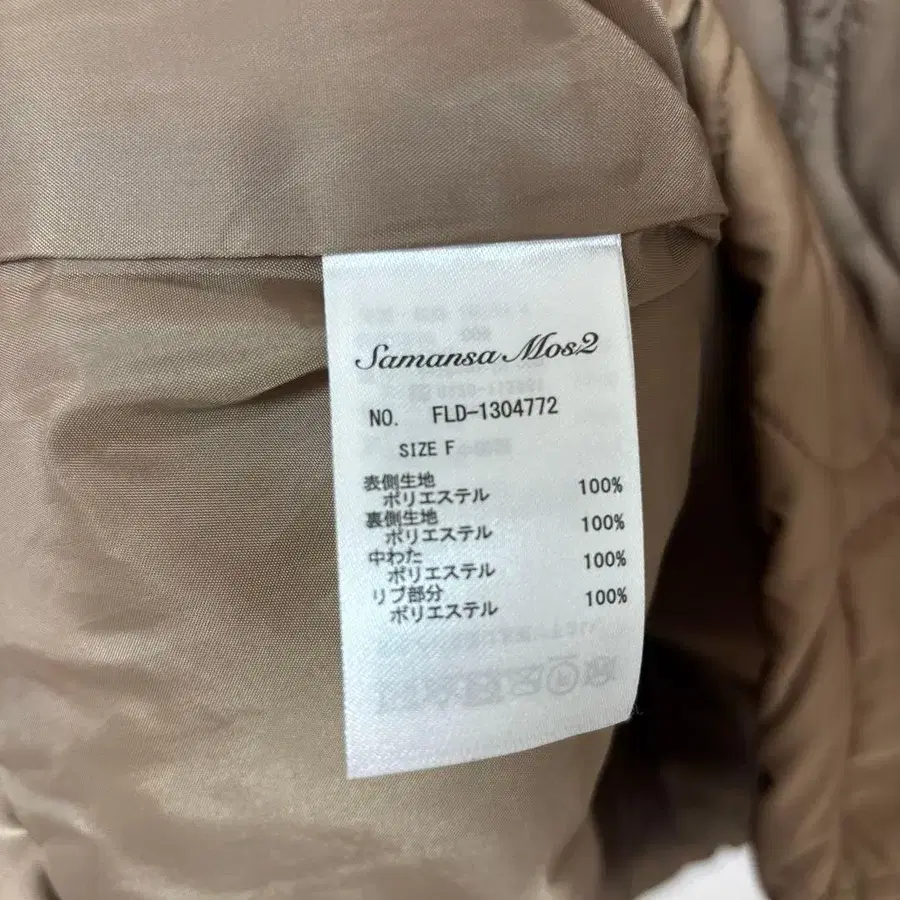 Samansa Mos2
NO. FLD-1304772
SIZE F
表側生地
ポリエステル 100%
裏側生地
ポリエステル 100%
中わた
ポリエステル 100%
リブ部分
ポリエステル 100%